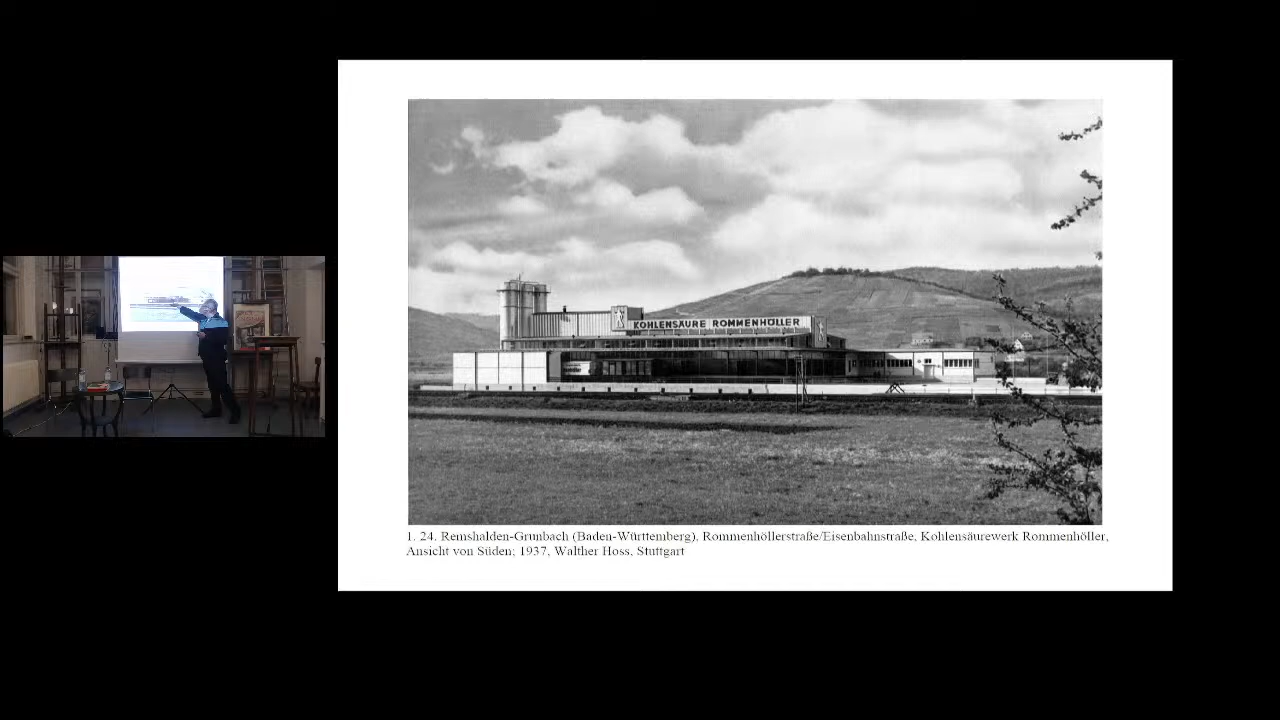 KOHLENSÄURE ROMMENHÖLLER
1. 24. Remshalden-Grunbach (Baden-Württemberg), Rommenhöllerstraße/Eisenbahnstraße, Kohlensäurewerk Rommenhöller,
Ansicht von Süden; 1937, Walther Hoss, Stuttgart